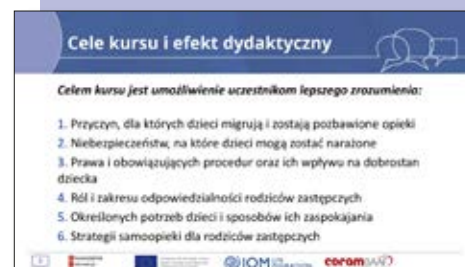 Cele kursu i efekt dydaktyczny
Celem kursu jest umożliwienie uczestnikom lepszego zrozumienia:
1. Przyczyn, dla których dzieci migrują i zostają pozbawione opieki
2. Niebezpieczeństw, na które dzieci mogą zostać narażone
3. Prawa i obowiązujących procedur oraz ich wpływu na dobrostan
dziecka
4. Ról i zakresu odpowiedzialności rodziców zastępczych
5. Określonych potrzeb dzieci i sposobów ich zaspokajania
6. Strategii samoopieki dla rodziców zastępczych
IOM
coram